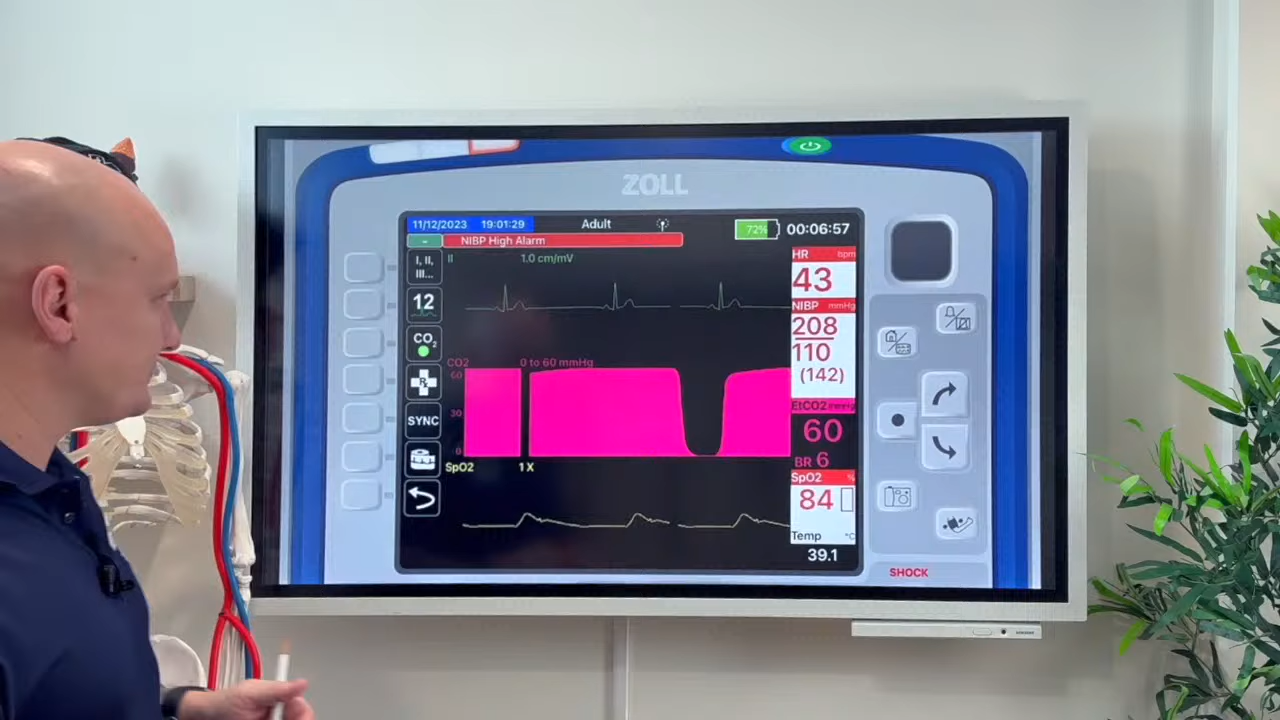 ZOLL
11/12/2023 19:01:29 Adult 72% 00:06:57
- NIBP High Alarm
I, II, III... II 1.0 cm/mV
HR bpm
43
12
NIBP mmHg
208
110
(142)
CO2
CO2 0 to 60 mmHg
60
30
0
EtCO2 mmHg
60
BR 6
R
SYNC
SpO2 1 X
SpO2 %
84
Temp °C
39.1
SHOCK